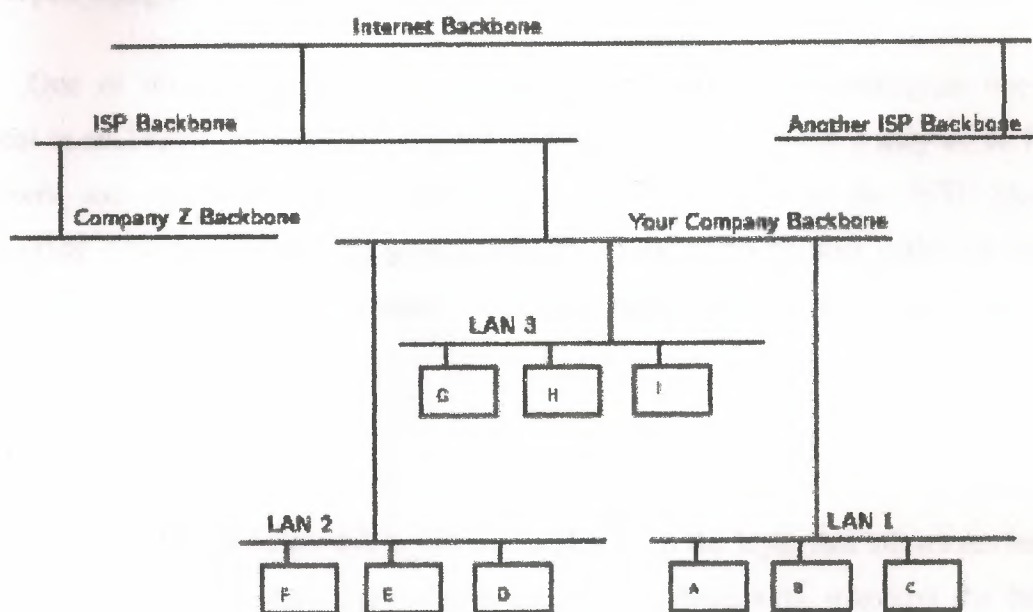 Internet Backbone
ISP Backbone
Another ISP Backbone
Company Z Backbone
Your Company Backbone
LAN 3
G H I
LAN 2
LAN 1
F E D
A B C